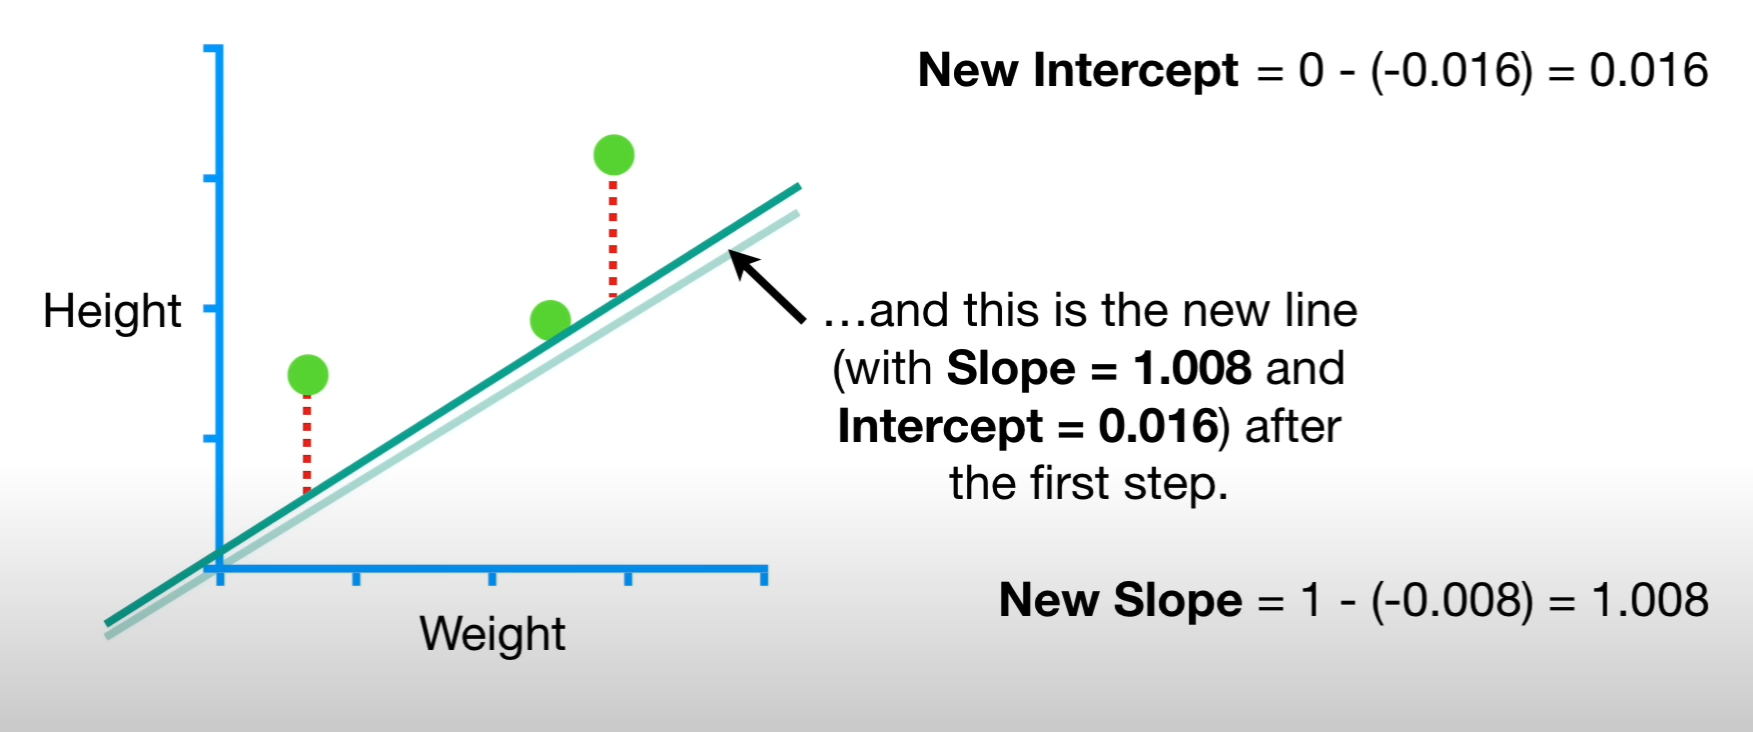 New Intercept = 0 - (-0.016) = 0.016
Height
…and this is the new line
(with Slope = 1.008 and
Intercept = 0.016) after
the first step.
New Slope = 1 - (-0.008) = 1.008
Weight